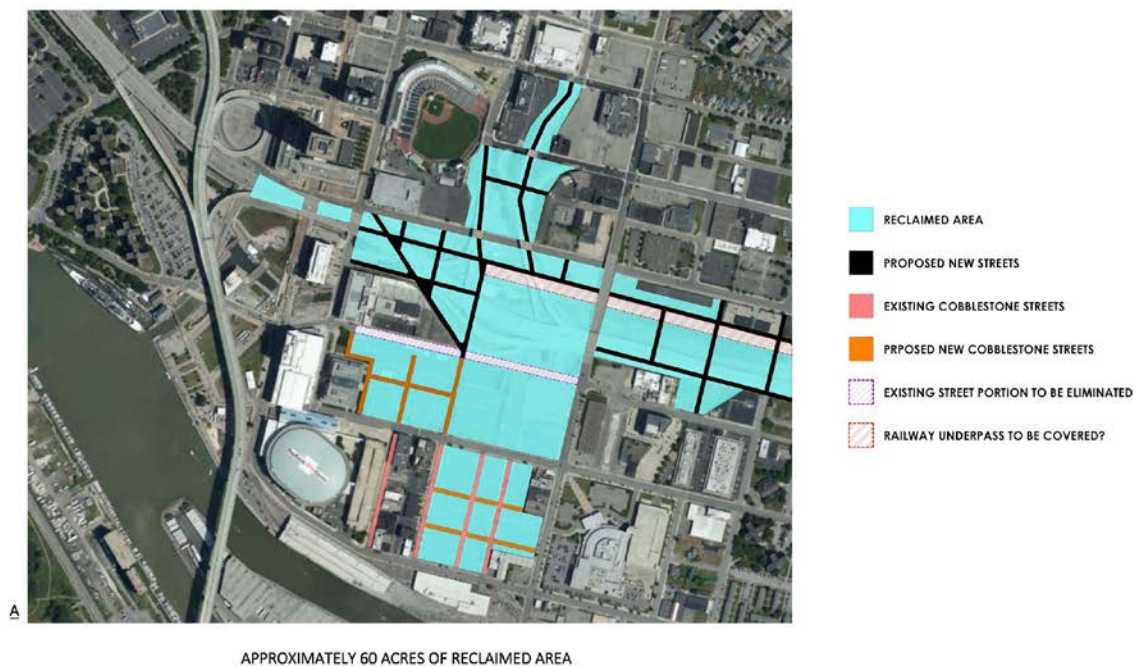 RECLAIMED AREA
PROPOSED NEW STREETS
EXISTING COBBLESTONE STREETS
PRPOSED NEW COBBLESTONE STREETS
EXISTING STREET PORTION TO BE ELIMINATED
RAILWAY UNDERPASS TO BE COVERED?
A
APPROXIMATELY 60 ACRES OF RECLAIMED AREA